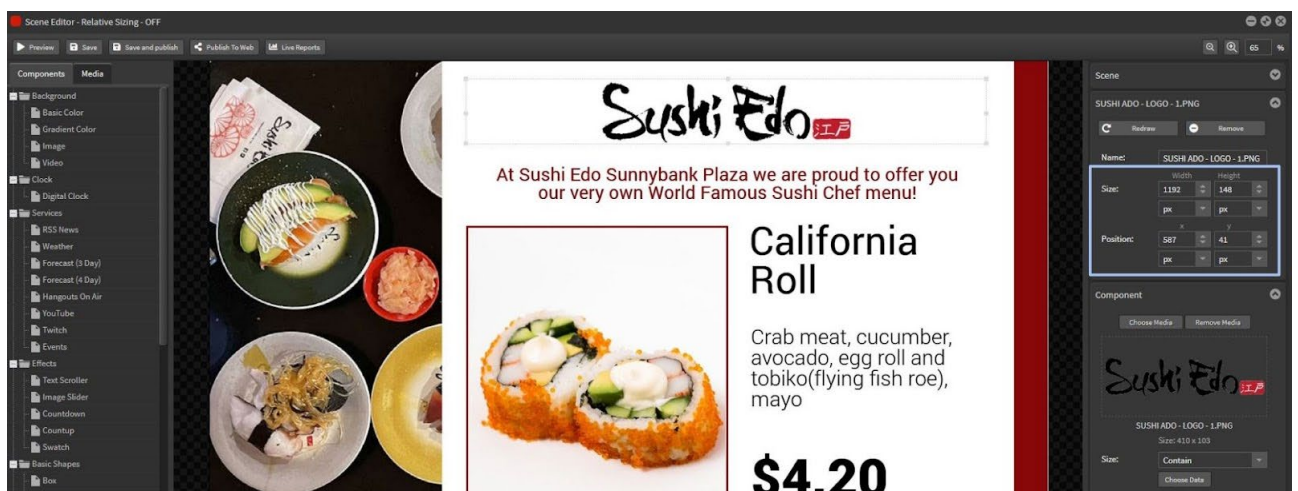 Scene Editor - Relative Sizing - OFF
Preview Save Save and publish Publish To Web Live Reports 65 %
Components Media
Background
Basic Color
Gradient Color
Image
Video
Clock
Digital Clock
Services
RSS News
Weather
Forecast (3 Day)
Forecast (4 Day)
Hangouts On Air
YouTube
Twitch
Events
Effects
Text Scroller
Image Slider
Countdown
Countup
Swatch
Basic Shapes
Box
Sushi Edo
Sushi Edo 江戸
At Sushi Edo Sunnybank Plaza we are proud to offer you
our very own World Famous Sushi Chef menu!
California
Roll
Crab meat, cucumber,
avocado, egg roll and
tobiko(flying fish roe),
mayo
$4.20
Scene
SUSHI ADO - LOGO - 1.PNG
Redraw Remove
Name: SUSHI ADO - LOGO - 1.PNG
Width Height
Size: 1192 148
px px
x y
Position: 587 41
px px
Component
Choose Media Remove Media
Sushi Edo 江戸
SUSHI ADO - LOGO - 1.PNG
Size: 410 x 103
Size: Contain
Choose Data